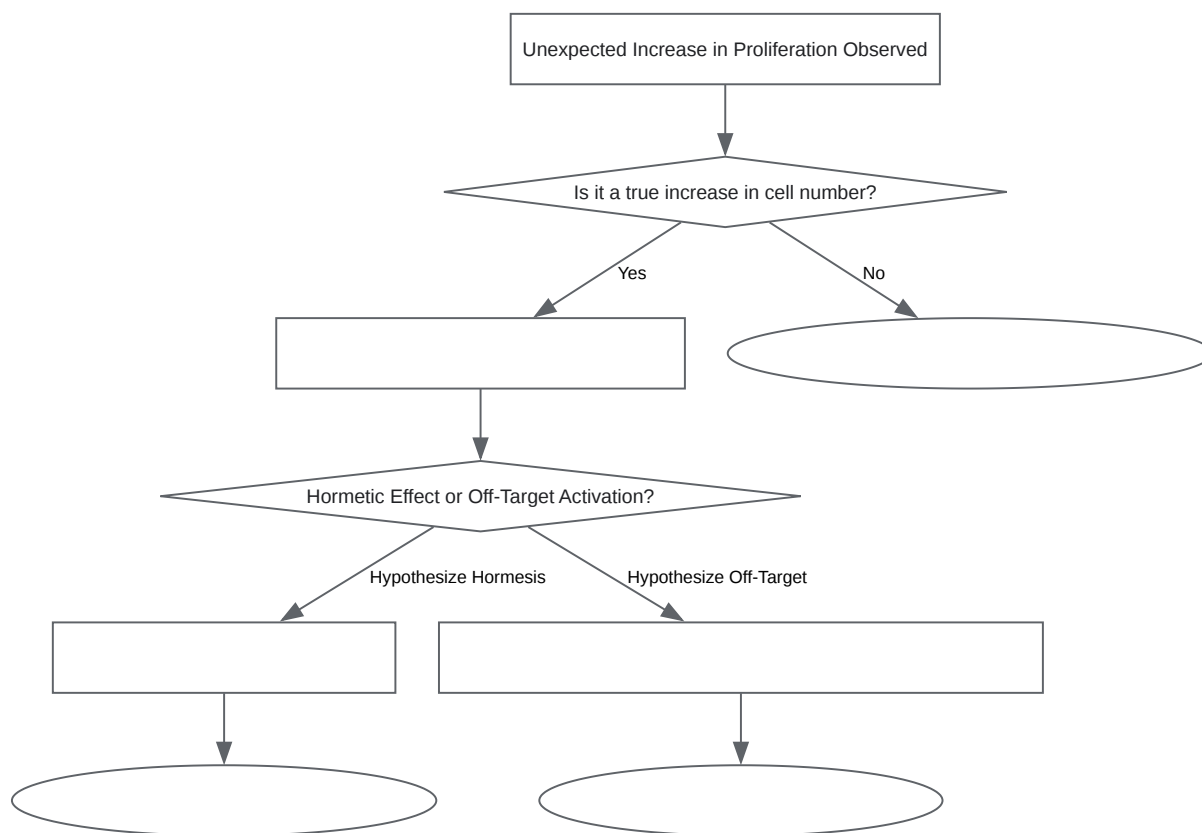 Unexpected Increase in Proliferation Observed
Is it a true increase in cell number?
Yes
No
Hormetic Effect or Off-Target Activation?
Hypothesize Hormesis
Hypothesize Off-Target